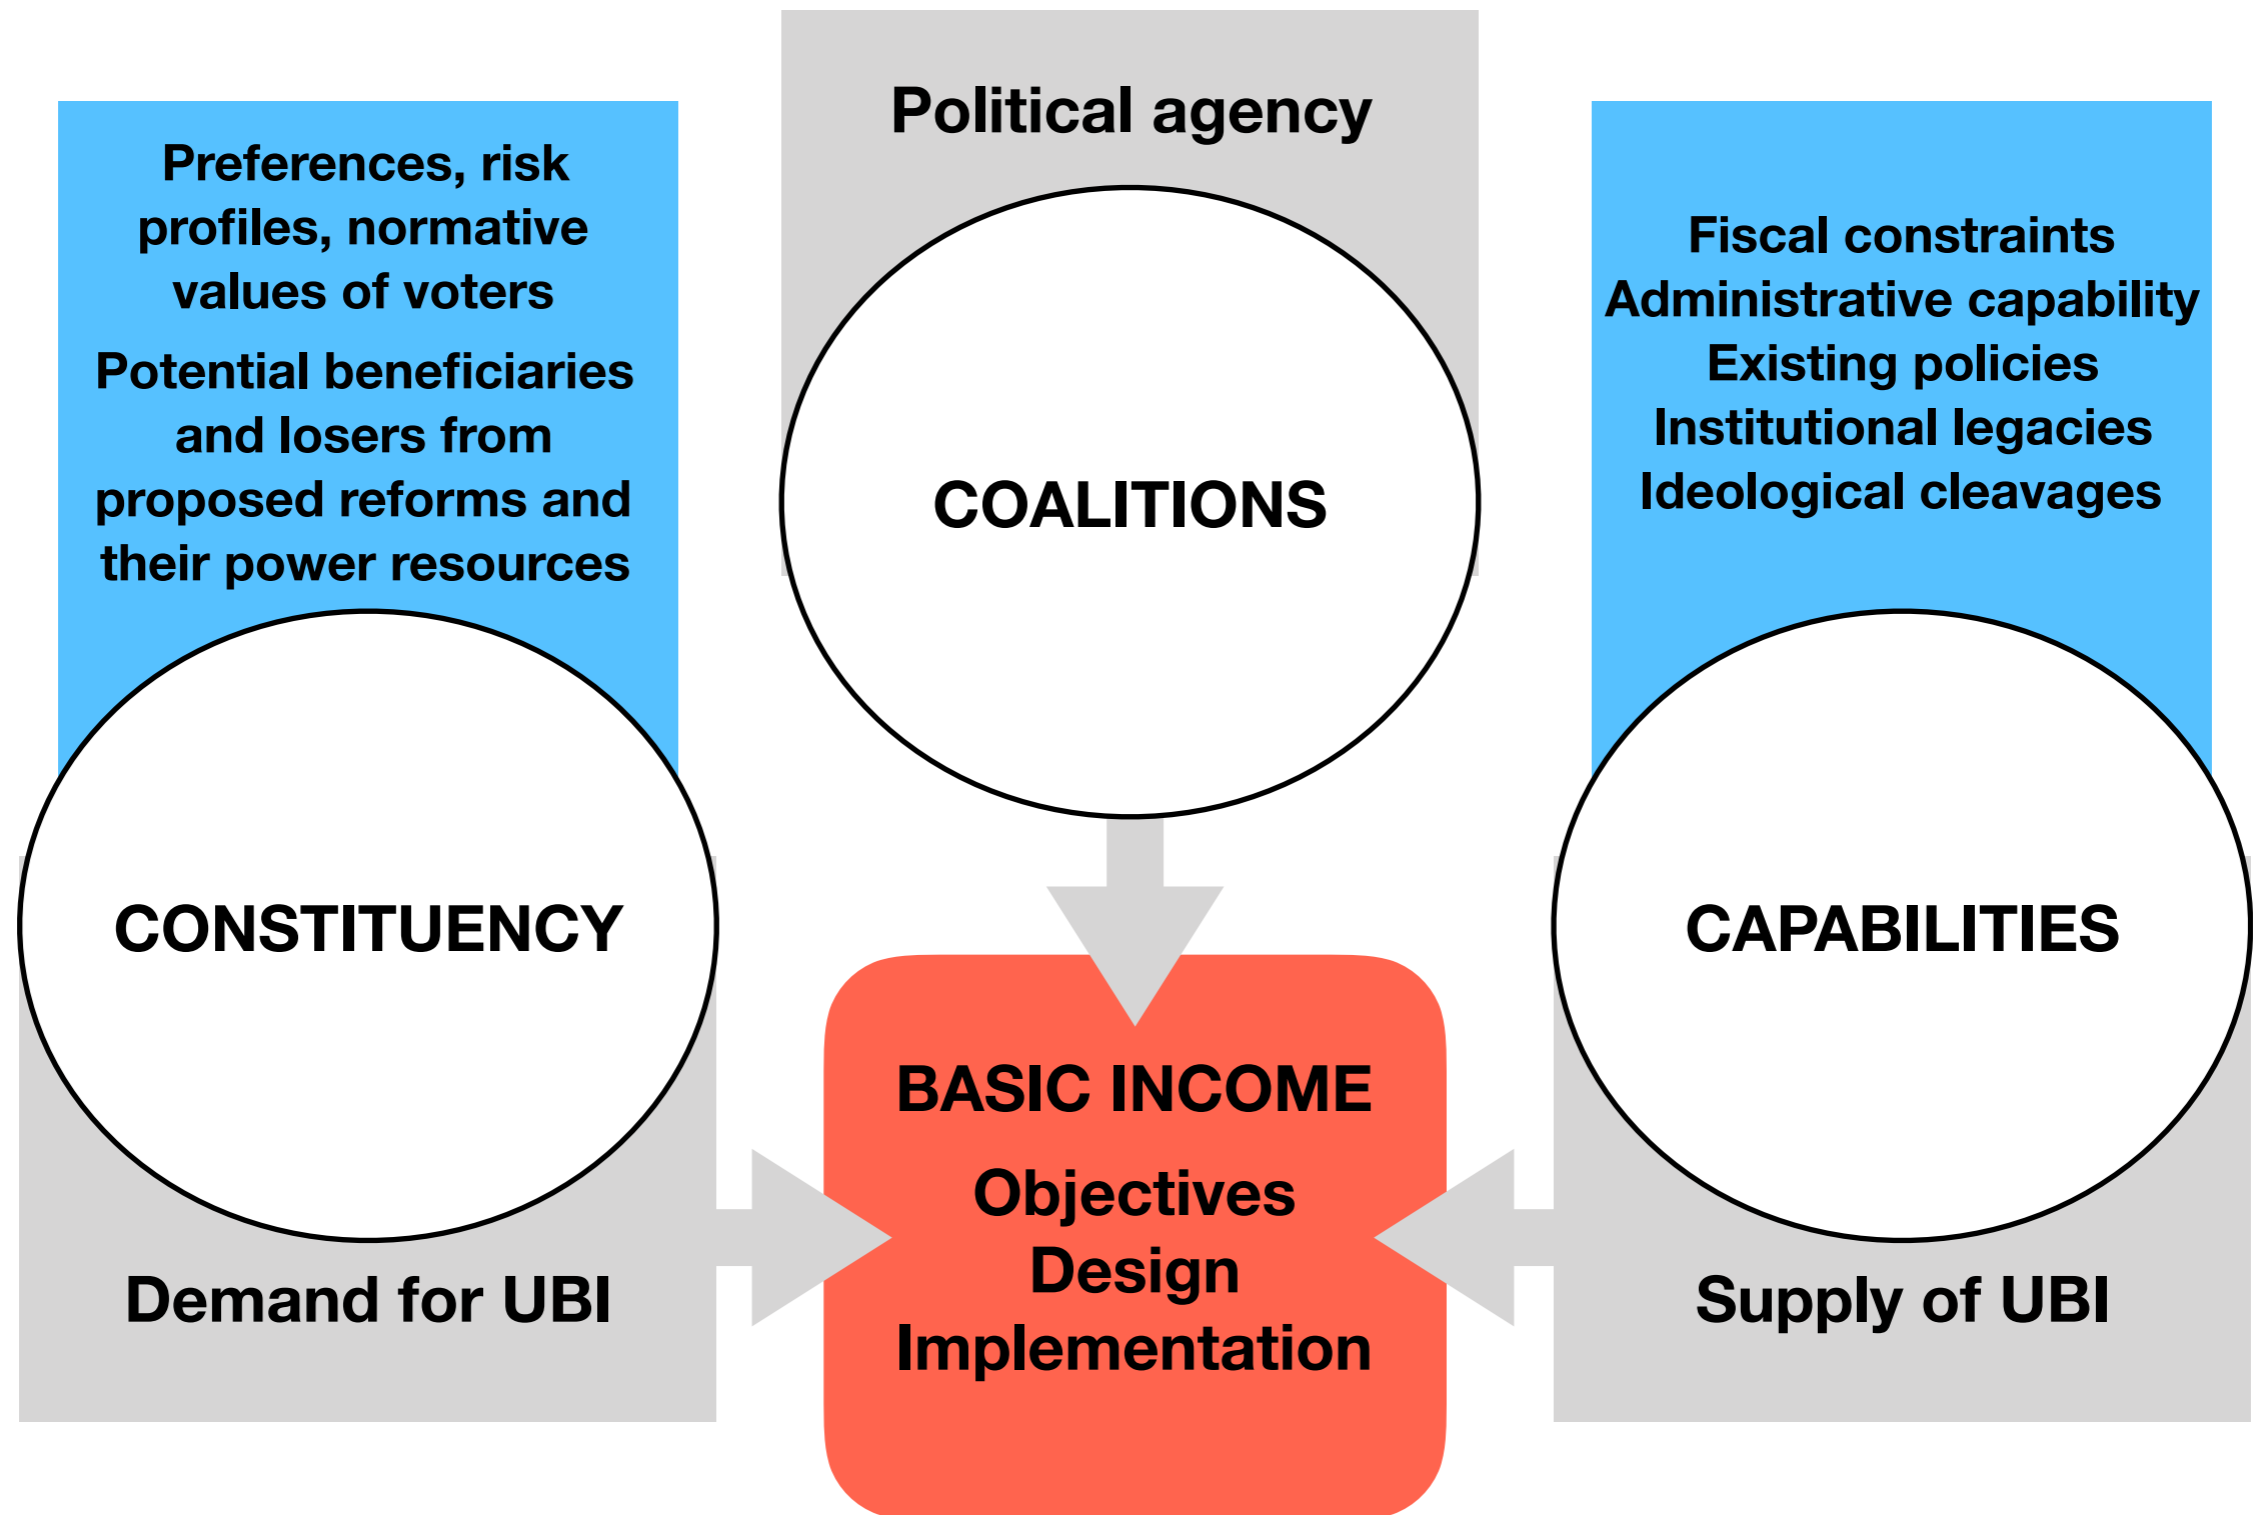 Preferences, risk
profiles, normative
values of voters
Potential beneficiaries
and losers from
proposed reforms and
their power resources
CONSTITUENCY
Demand for UBI
Political agency
COALITIONS
BASIC INCOME
Objectives
Design
Implementation
Fiscal constraints
Administrative capability
Existing policies
Institutional legacies
Ideological cleavages
CAPABILITIES
Supply of UBI